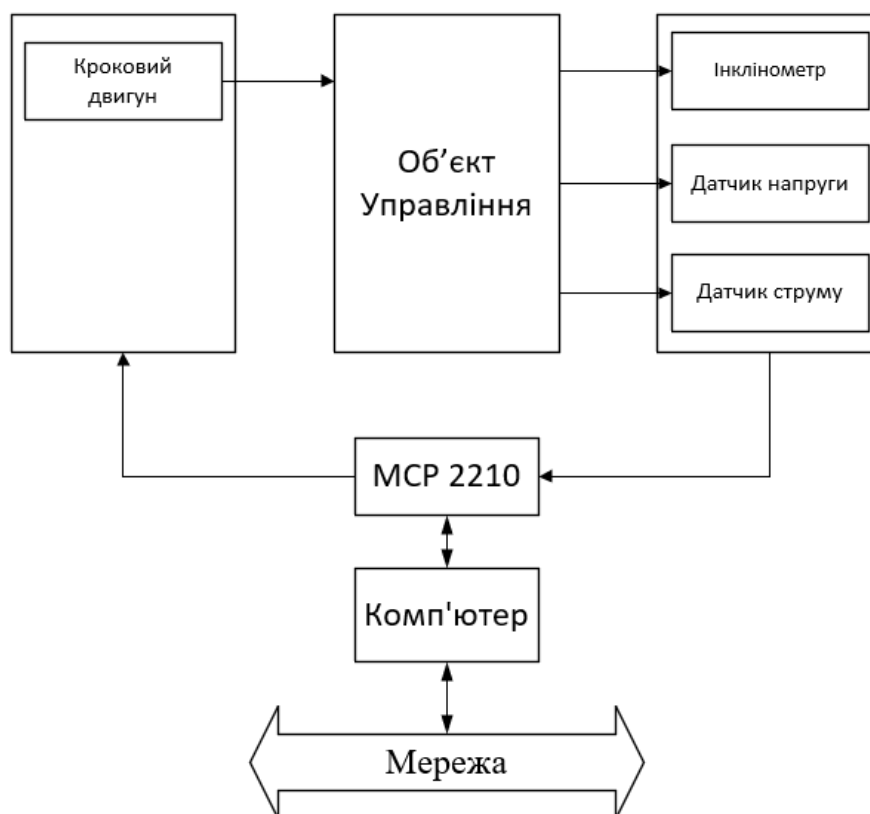 Кроковий
двигун
Об’єкт
Управління
Інклінометр
Датчик напруги
Датчик струму
MCP 2210
Комп'ютер
Мережа